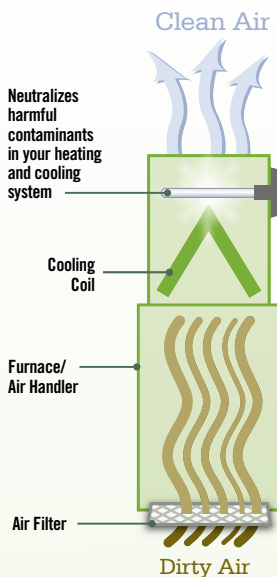 Clean Air
Neutralizes
harmful
contaminants
in your heating
and cooling
system
Cooling
Coil
Furnace/
Air Handler
Air Filter
Dirty Air